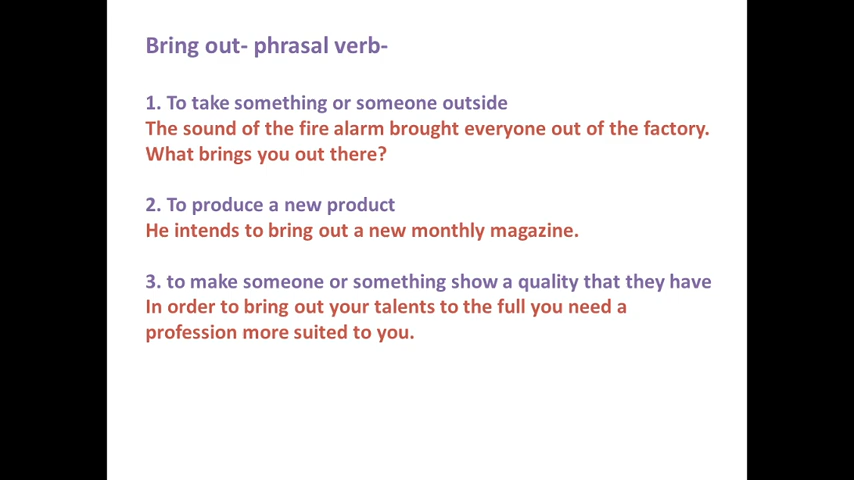 Bring out- phrasal verb-
1. To take something or someone outside
The sound of the fire alarm brought everyone out of the factory.
What brings you out there?
2. To produce a new product
He intends to bring out a new monthly magazine.
3. to make someone or something show a quality that they have
In order to bring out your talents to the full you need a
profession more suited to you.